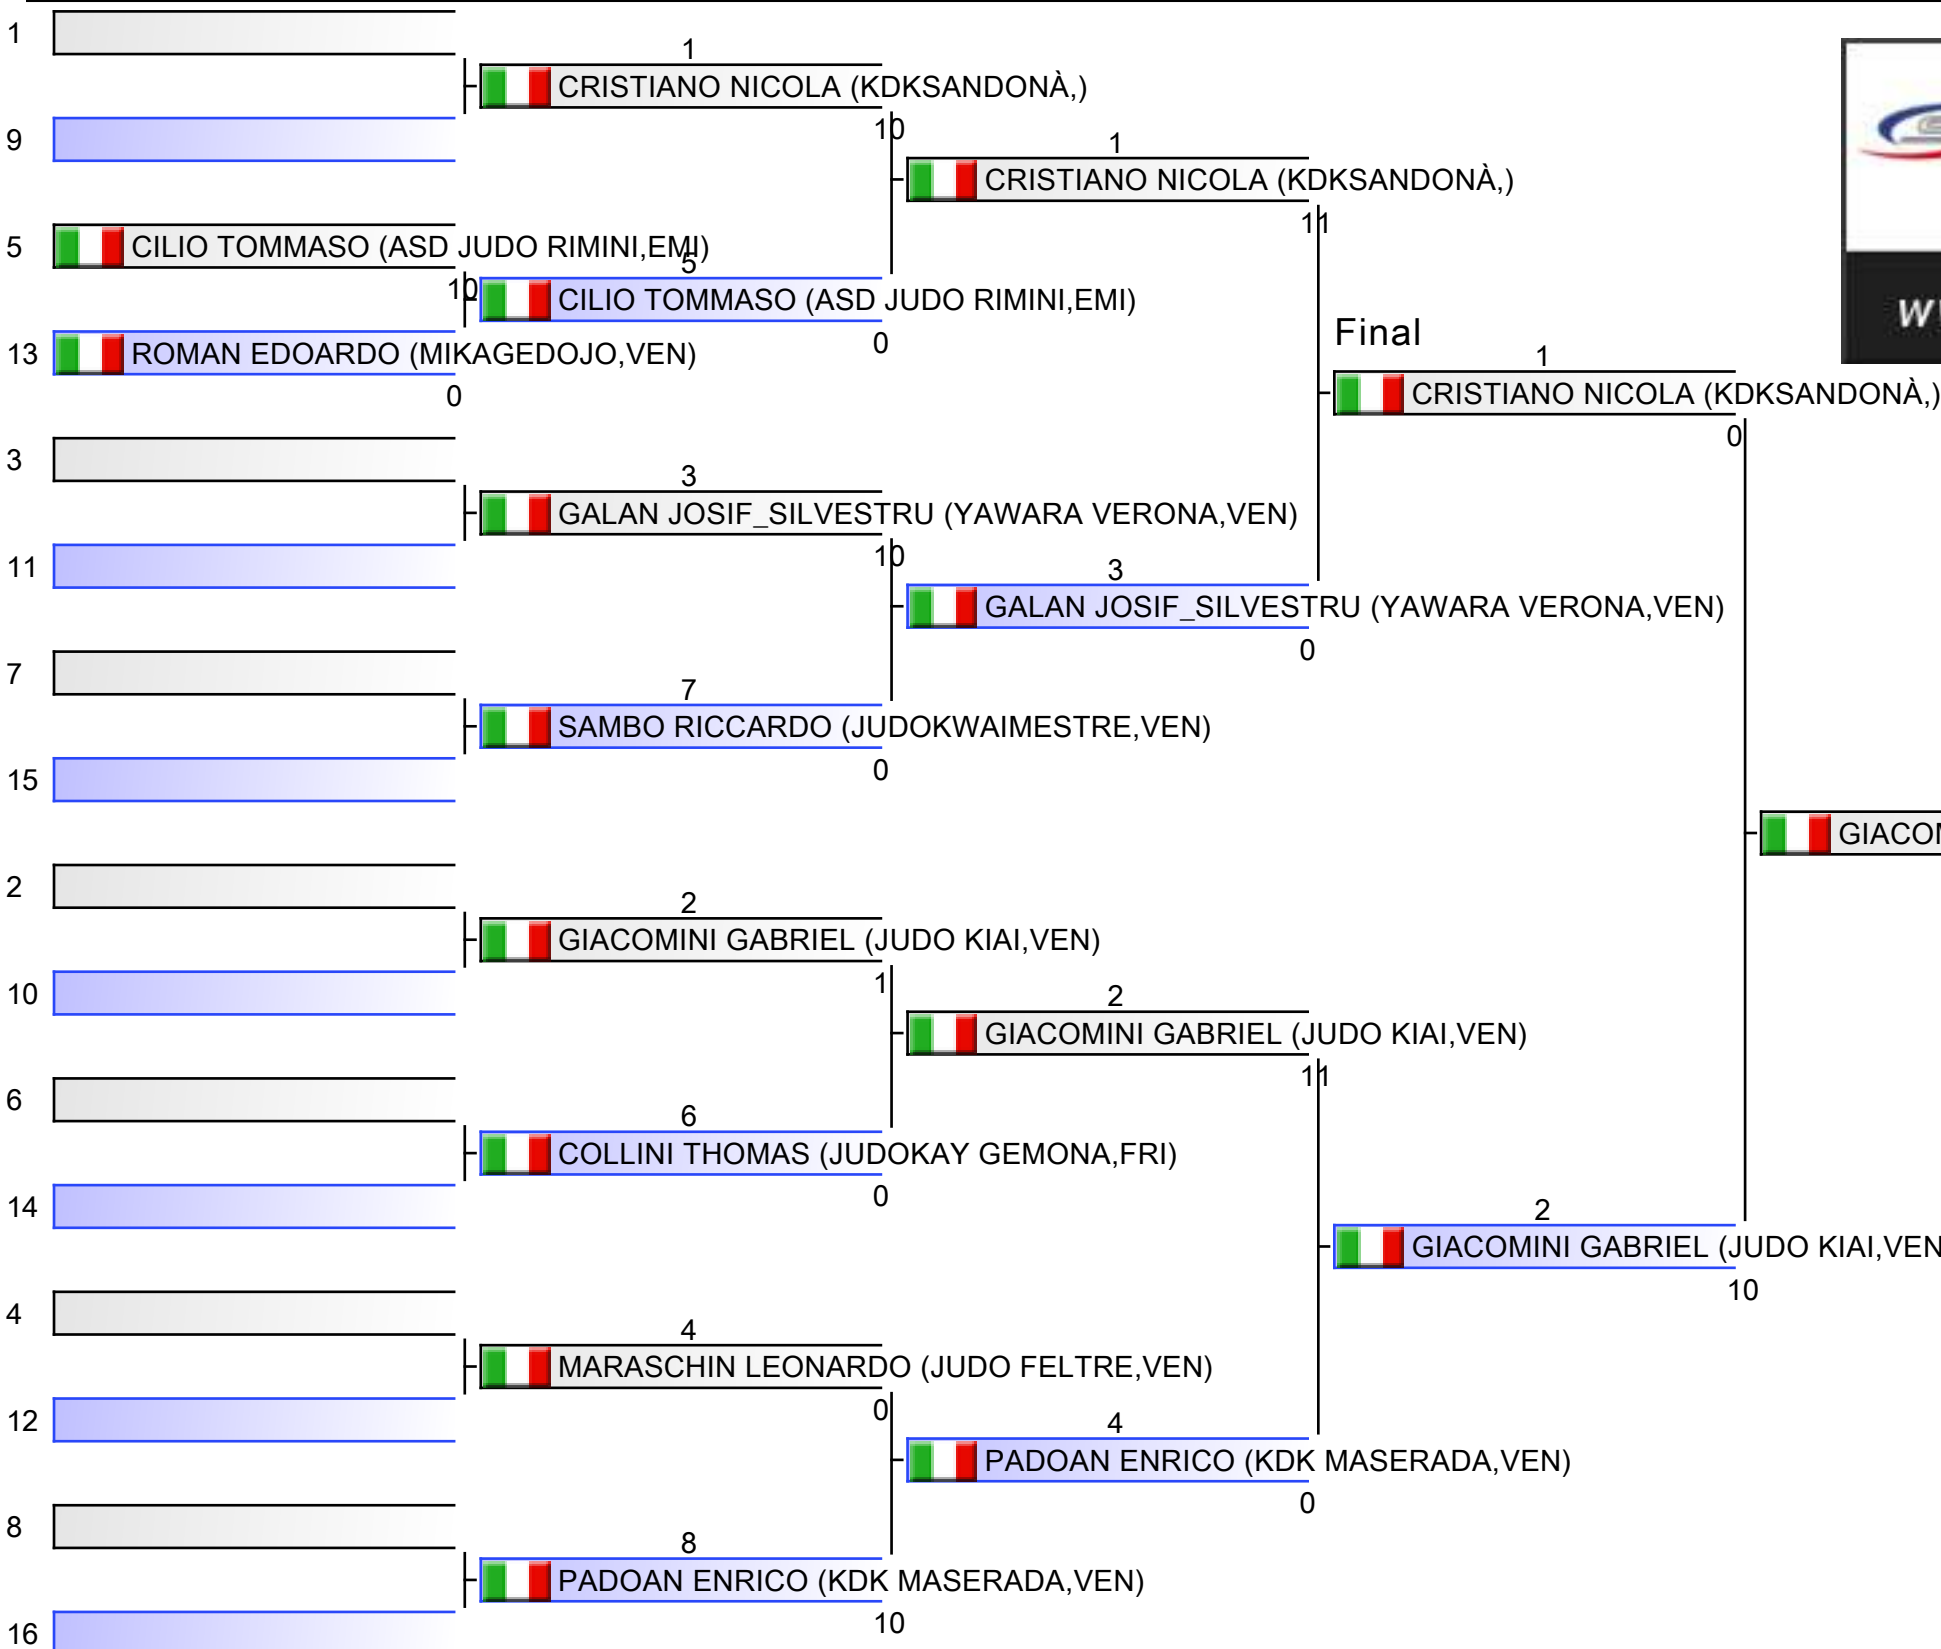 1
1
CRISTIANO NICOLA (KDKSANDONÀ,)
10
9
1
CRISTIANO NICOLA (KDKSANDONÀ,)
11
5
CILIO TOMMASO (ASD JUDO RIMINI,EMI)
10
5
CILIO TOMMASO (ASD JUDO RIMINI,EMI)
0
13
ROMAN EDOARDO (MIKAGEDOJO,VEN)
0
Final
1
CRISTIANO NICOLA (KDKSANDONÀ,)
0
3
3
GALAN JOSIF_SILVESTRU (YAWARA VERONA,VEN)
10
11
3
GALAN JOSIF_SILVESTRU (YAWARA VERONA,VEN)
0
7
7
SAMBO RICCARDO (JUDOKWAIMESTRE,VEN)
0
15
GIACOM
2
2
GIACOMINI GABRIEL (JUDO KIAI,VEN)
1
10
2
GIACOMINI GABRIEL (JUDO KIAI,VEN)
11
6
6
COLLINI THOMAS (JUDOKAY GEMONA,FRI)
0
14
2
GIACOMINI GABRIEL (JUDO KIAI,VEN
10
4
4
MARASCHIN LEONARDO (JUDO FELTRE,VEN)
0
12
4
PADOAN ENRICO (KDK MASERADA,VEN)
0
8
8
PADOAN ENRICO (KDK MASERADA,VEN)
10
16